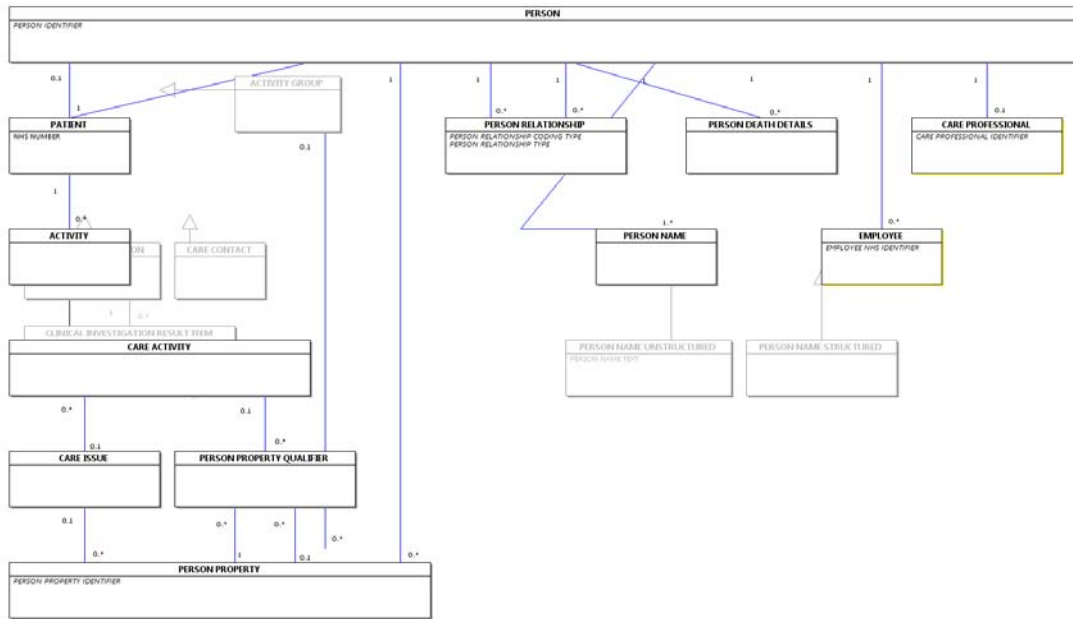 PERSON
PERSON IDENTIFIER
0.1
1
1
1
1
1
1
1
1
ACTIVITY GROUP
1
0..*
0..*
0..*
0.1
PATIENT
NHS NUMBER
PERSON RELATIONSHIP
PERSON RELATIONSHIP CODING TYPE
PERSON RELATIONSHIP TYPE
PERSON DEATH DETAILS
CARE PROFESSIONAL
CARE PROFESSIONAL IDENTIFIER
0.1
1
0..*
1..*
0..*
ACTIVITY
ON
CARE CONTACT
PERSON NAME
EMPLOYEE
EMPLOYEE NHS IDENTIFIER
1
0..*
CLINICAL INVESTIGATION RESULT ITEM
CARE ACTIVITY
PERSON NAME UNSTRUCTURED
PERSON NAME TEXT
PERSON NAME STRUCTURED
0..*
0.1
0.1
0..*
CARE ISSUE
PERSON PROPERTY QUALIFIER
0.1
0..*
0..*
0..*
0..*
1
0.1
0..*
PERSON PROPERTY
PERSON PROPERTY IDENTIFIER